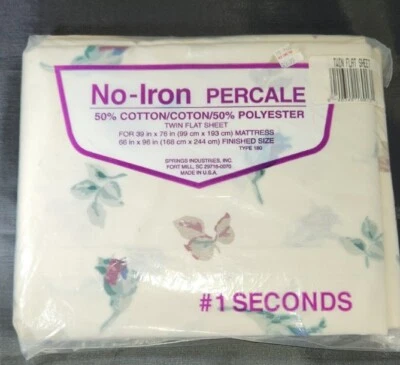 No-Iron PERCALE
50% COTTON/COTON/50% POLYESTER
TWIN FLAT SHEET
FOR 39 in x 76 in (99 cm x 193 cm) MATTRESS
66 in x 96 in (168 cm x 244 cm) FINISHED SIZE
TYPE 180
SPRINGS INDUSTRIES, INC.
FORT MILL, SC 29716-0070
MADE IN U.S.A.
TWIN FLAT SHEET
#1 SECONDS